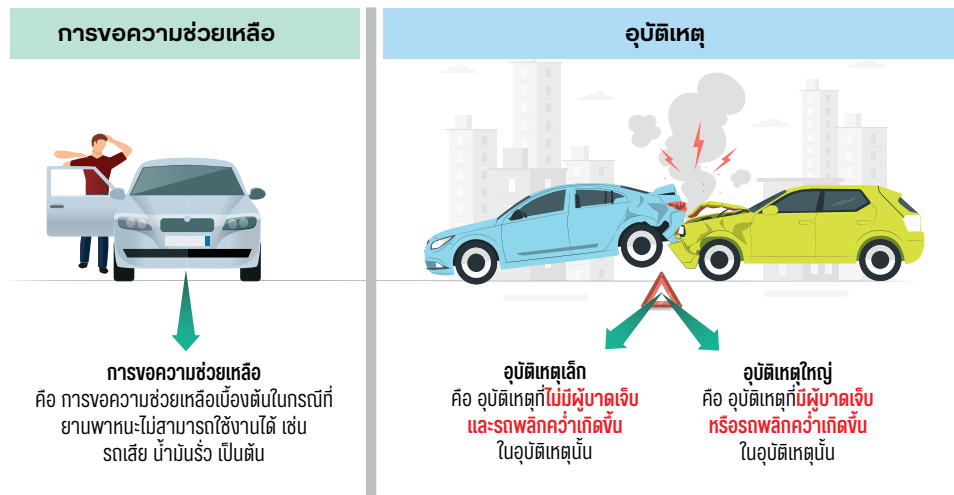 การขอความช่วยเหลือ
อุบัติเหตุ
การขอความช่วยเหลือ
คือ การขอความช่วยเหลือเบื้องต้นในกรณีที่
ยานพาหนะไม่สามารถใช้งานได้ เช่น
รถเสีย น้ำมันรั่ว เป็นต้น
อุบัติเหตุเล็ก
คือ อุบัติเหตุที่ไม่มีผู้บาดเจ็บ
และรถพลิกคว่ำเกิดขึ้น
ในอุบัติเหตุนั้น
อุบัติเหตุใหญ่
คือ อุบัติเหตุที่มีผู้บาดเจ็บ
หรือรถพลิกคว่ำเกิดขึ้น
ในอุบัติเหตุนั้น